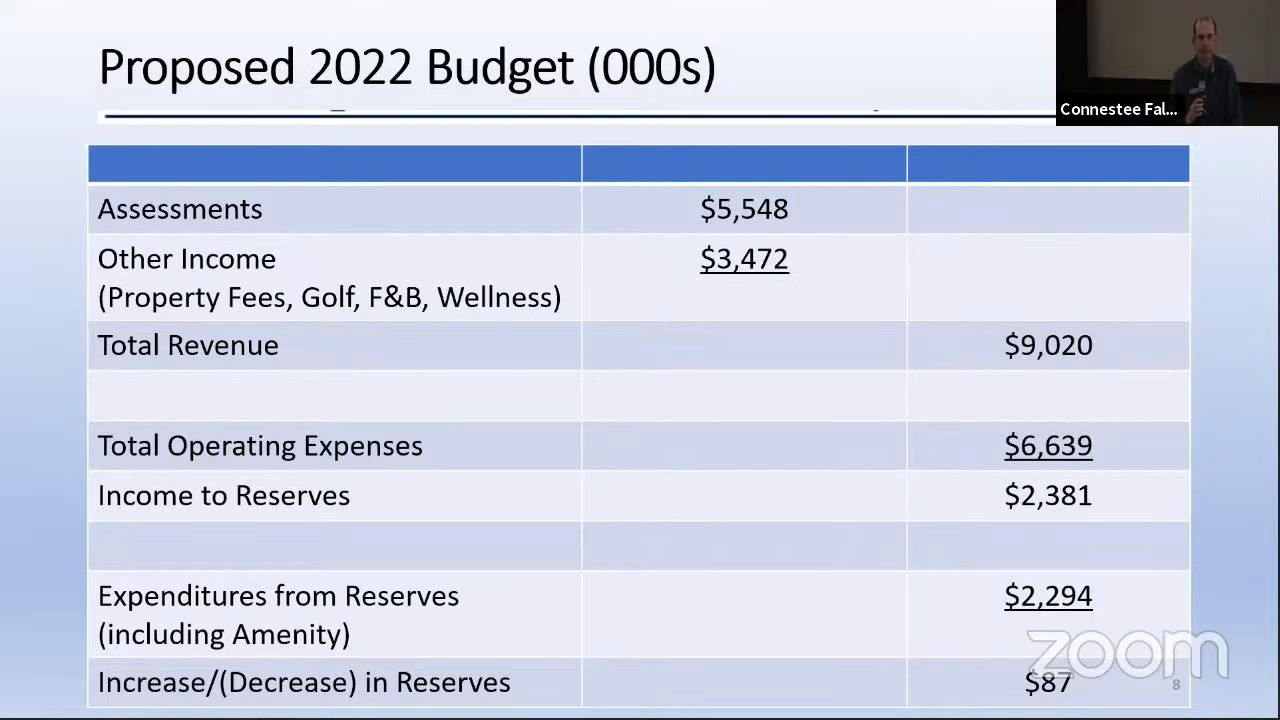 Proposed 2022 Budget (000s)
Connestee Fal...
Assessments $5,548
Other Income $3,472
(Property Fees, Golf, F&B, Wellness)
Total Revenue $9,020
Total Operating Expenses $6,639
Income to Reserves $2,381
Expenditures from Reserves $2,294
(including Amenity)
zoom
Increase/(Decrease) in Reserves $87
8